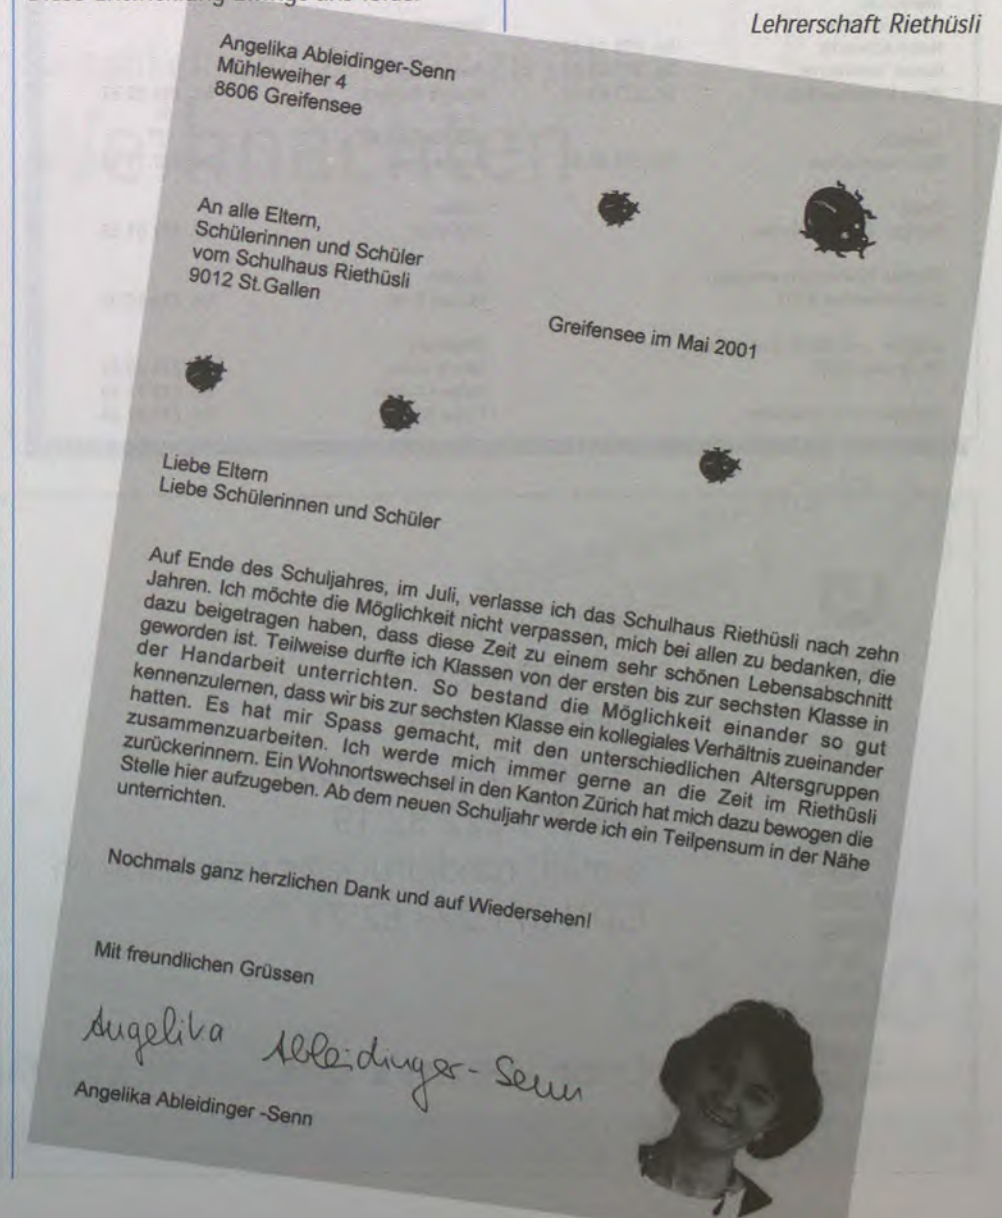 Lehrerschaft Riethüsli
Angelika Ableidinger-Senn
Mühleweiher 4
8606 Greifensee
An alle Eltern,
Schülerinnen und Schüler
vom Schulhaus Riethüsli
9012 St.Gallen
Greifensee im Mai 2001
Liebe Eltern
Liebe Schülerinnen und Schüler
Auf Ende des Schuljahres, im Juli, verlasse ich das Schulhaus Riethüsli nach zehn
Jahren. Ich möchte die Möglichkeit nicht verpassen, mich bei allen zu bedanken, die
dazu beigetragen haben, dass diese Zeit zu einem sehr schönen Lebensabschnitt
geworden ist. Teilweise durfte ich Klassen von der ersten bis zur sechsten Klasse in
der Handarbeit unterrichten. So bestand die Möglichkeit einander so gut
kennenzulernen, dass wir bis zur sechsten Klasse ein kollegiales Verhältnis zueinander
hatten. Es hat mir Spass gemacht, mit den unterschiedlichen Altersgruppen
zusammenzuarbeiten. Ich werde mich immer gerne an die Zeit im Riethüsli
zurückerinnern. Ein Wohnortswechsel in den Kanton Zürich hat mich dazu bewogen die
Stelle hier aufzugeben. Ab dem neuen Schuljahr werde ich ein Teilpensum in der Nähe
unterrichten.
Nochmals ganz herzlichen Dank und auf Wiedersehen!
Mit freundlichen Grüssen
Angelika Ableidinger-Senn
Angelika Ableidinger -Senn